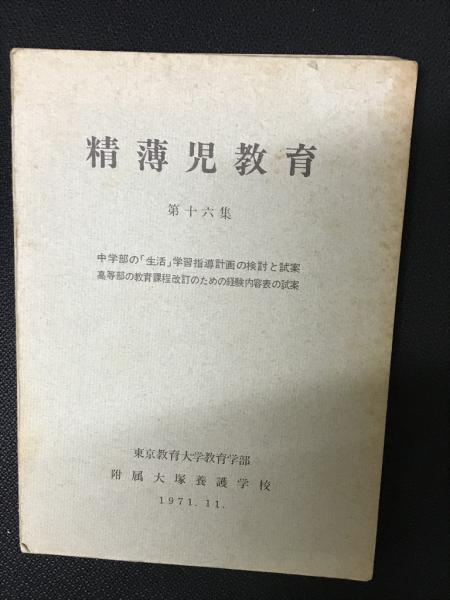 精薄児教育
第十六集
中学部の「生活」学習指導計画の検討と試案
高等部の教育課程改訂のための経験内容表の試案
東京教育大学教育学部
附属大塚養護学校
1971.11.